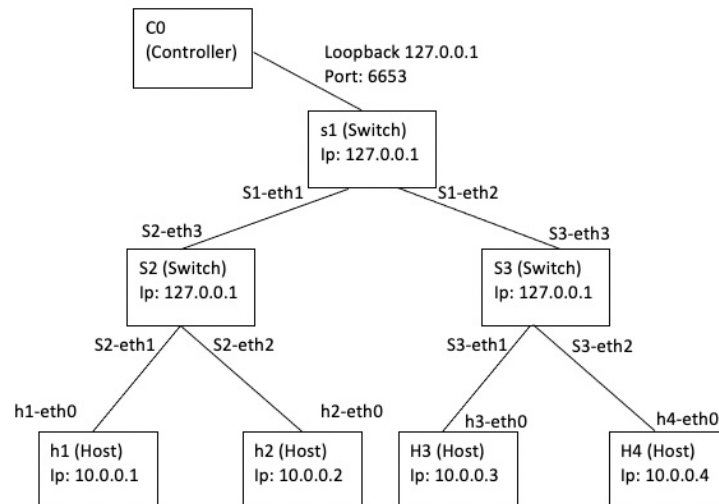 C0
(Controller)
Loopback 127.0.0.1
Port: 6653
s1 (Switch)
Ip: 127.0.0.1
S1-eth1
S1-eth2
S2-eth3
S3-eth3
S2 (Switch)
Ip: 127.0.0.1
S3 (Switch)
Ip: 127.0.0.1
S2-eth1
S2-eth2
S3-eth1
S3-eth2
h1-eth0
h2-eth0
h3-eth0
h4-eth0
h1 (Host)
Ip: 10.0.0.1
h2 (Host)
Ip: 10.0.0.2
H3 (Host)
Ip: 10.0.0.3
H4 (Host)
Ip: 10.0.0.4